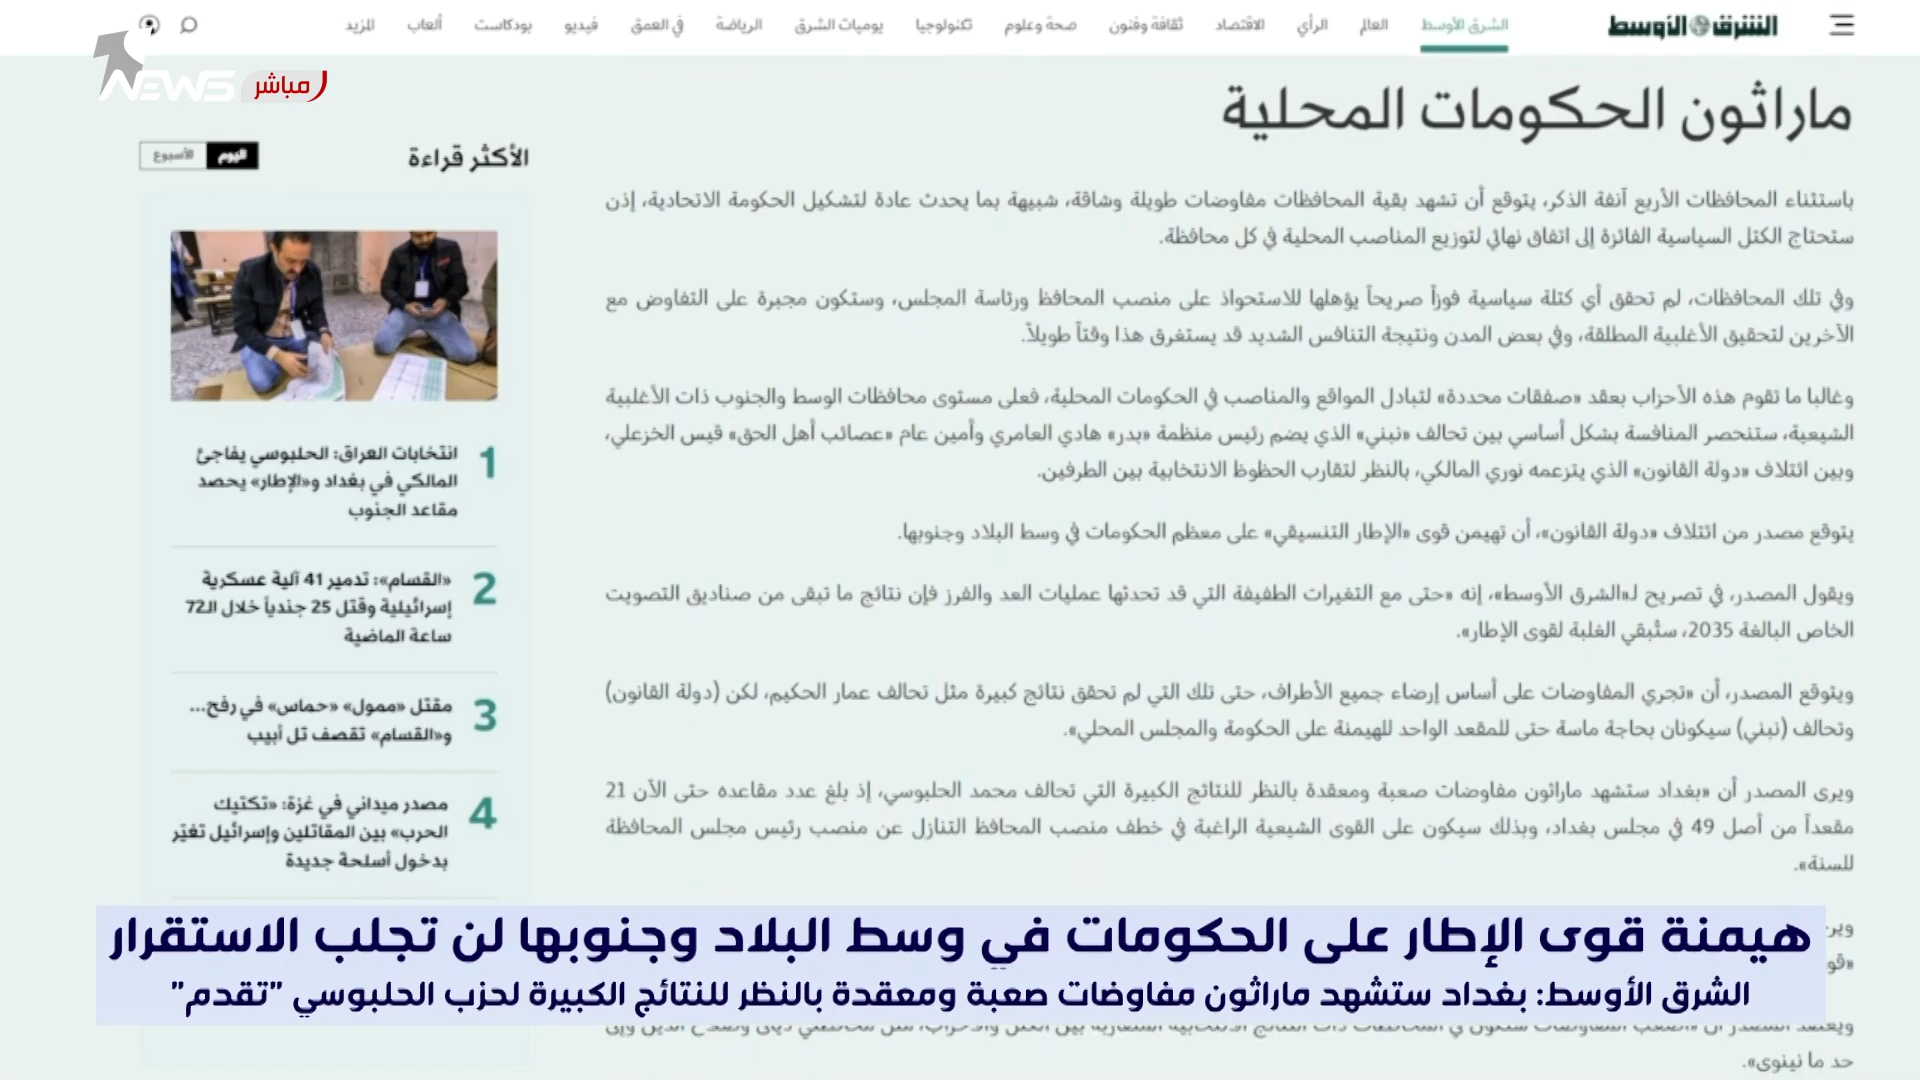 الشرق الأوسط
الشرق الأوسط العالم الرأي الاقتصاد ثقافة وفنون صحة وعلوم تكنولوجيا يوميات الشرق الرياضة في العمق فيديو بودكاست ألعاب المزيد
NEWS مباشر
ماراثون الحكومات المحلية
باستثناء المحافظات الأربع آنفة الذكر، يتوقع أن تشهد بقية المحافظات مفاوضات طويلة وشاقة، شبيهة بما يحدث عادة لتشكيل الحكومة الاتحادية، إذن
ستحتاج الكتل السياسية الفائزة إلى اتفاق نهائي لتوزيع المناصب المحلية في كل محافظة.
وفي تلك المحافظات، لم تحقق أي كتلة سياسية فوزاً صريحاً يؤهلها للاستحواذ على منصب المحافظ ورئاسة المجلس، وستكون مجبرة على التفاوض مع
الآخرين لتحقيق الأغلبية المطلقة، وفي بعض المدن ونتيجة التنافس الشديد قد يستغرق هذا وقتاً طويلاً.
وغالبا ما تقوم هذه الأحزاب بعقد «صفقات محددة» لتبادل المواقع والمناصب في الحكومات المحلية، فعلى مستوى محافظات الوسط والجنوب ذات الأغلبية
الشيعية، ستنحصر المنافسة بشكل أساسي بين تحالف «نبني» الذي يضم رئيس منظمة «بدر» هادي العامري وأمين عام «عصائب أهل الحق» قيس الخزعلي،
وبين ائتلاف «دولة القانون» الذي يتزعمه نوري المالكي، بالنظر لتقارب الحظوظ الانتخابية بين الطرفين.
يتوقع مصدر من ائتلاف «دولة القانون»، أن تهيمن قوى «الإطار التنسيقي» على معظم الحكومات في وسط البلاد وجنوبها.
ويقول المصدر، في تصريح لـ«الشرق الأوسط»، إنه «حتى مع التغيرات الطفيفة التي قد تحدثها عمليات العد والفرز فإن نتائج ما تبقى من صناديق التصويت
الخاص البالغة 2035، ستُبقي الغلبة لقوى الإطار».
ويتوقع المصدر، أن «تجري المفاوضات على أساس إرضاء جميع الأطراف، حتى تلك التي لم تحقق نتائج كبيرة مثل تحالف عمار الحكيم، لكن (دولة القانون)
وتحالف (نبني) سيكونان بحاجة ماسة حتى للمقعد الواحد للهيمنة على الحكومة والمجلس المحلي».
ويرى المصدر أن «بغداد ستشهد ماراثون مفاوضات صعبة ومعقدة بالنظر للنتائج الكبيرة التي تحالف محمد الحلبوسي، إذ بلغ عدد مقاعده حتى الآن 21
مقعداً من أصل 49 في مجلس بغداد، وبذلك سيكون على القوى الشيعية الراغبة في خطف منصب المحافظ التنازل عن منصب رئيس مجلس المحافظة
للسنة».
حد ما نينوى».
الأكثر قراءة
اليوم الأسبوع
1 انتخابات العراق: الحلبوسي يفاجئ
المالكي في بغداد و«الإطار» يحصد
مقاعد الجنوب
2 «القسام»: تدمير 41 آلية عسكرية
إسرائيلية وقتل 25 جندياً خلال الـ72
ساعة الماضية
3 مقتل «ممول» «حماس» في رفح...
و«القسام» تقصف تل أبيب
4 مصدر ميداني في غزة: «تكتيك
الحرب» بين المقاتلين وإسرائيل تغيّر
بدخول أسلحة جديدة
هيمنة قوى الإطار على الحكومات في وسط البلاد وجنوبها لن تجلب الاستقرار
الشرق الأوسط: بغداد ستشهد ماراثون مفاوضات صعبة ومعقدة بالنظر للنتائج الكبيرة لحزب الحلبوسي "تقدم"